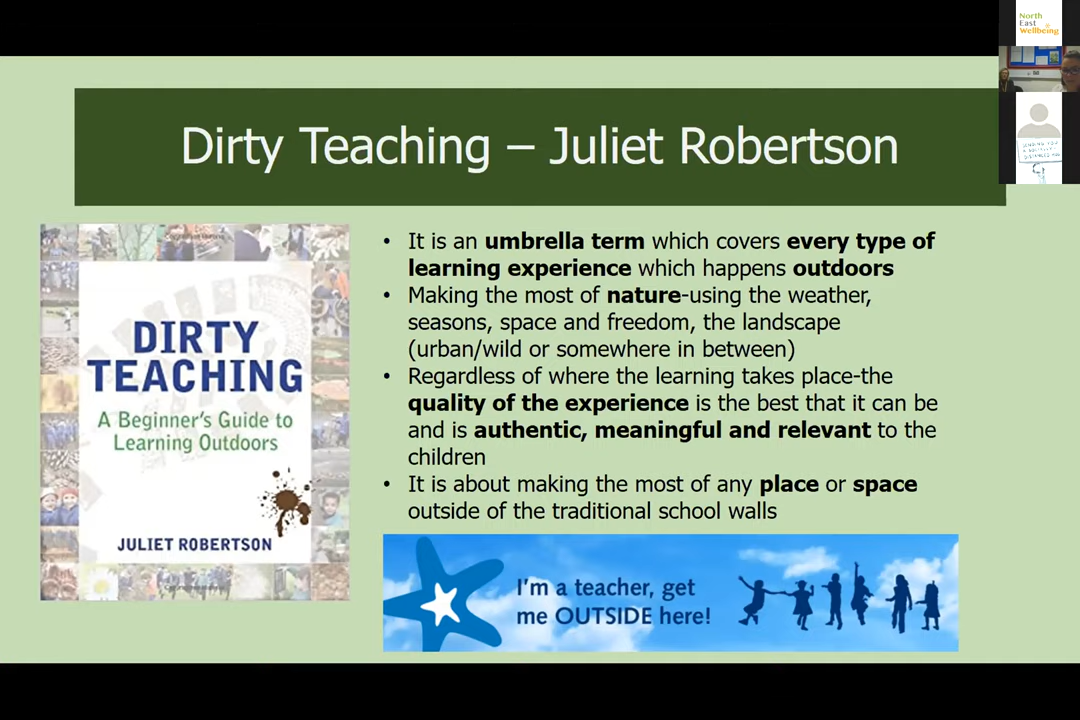 North
East
Wellbeing
Dirty Teaching – Juliet Robertson
• It is an umbrella term which covers every type of
learning experience which happens outdoors
• Making the most of nature-using the weather,
seasons, space and freedom, the landscape
(urban/wild or somewhere in between)
• Regardless of where the learning takes place-the
quality of the experience is the best that it can be
and is authentic, meaningful and relevant to the
children
• It is about making the most of any place or space
outside of the traditional school walls
DIRTY
TEACHING
A Beginner's Guide to
Learning Outdoors
JULIET ROBERTSON
I'm a teacher, get
me OUTSIDE here!